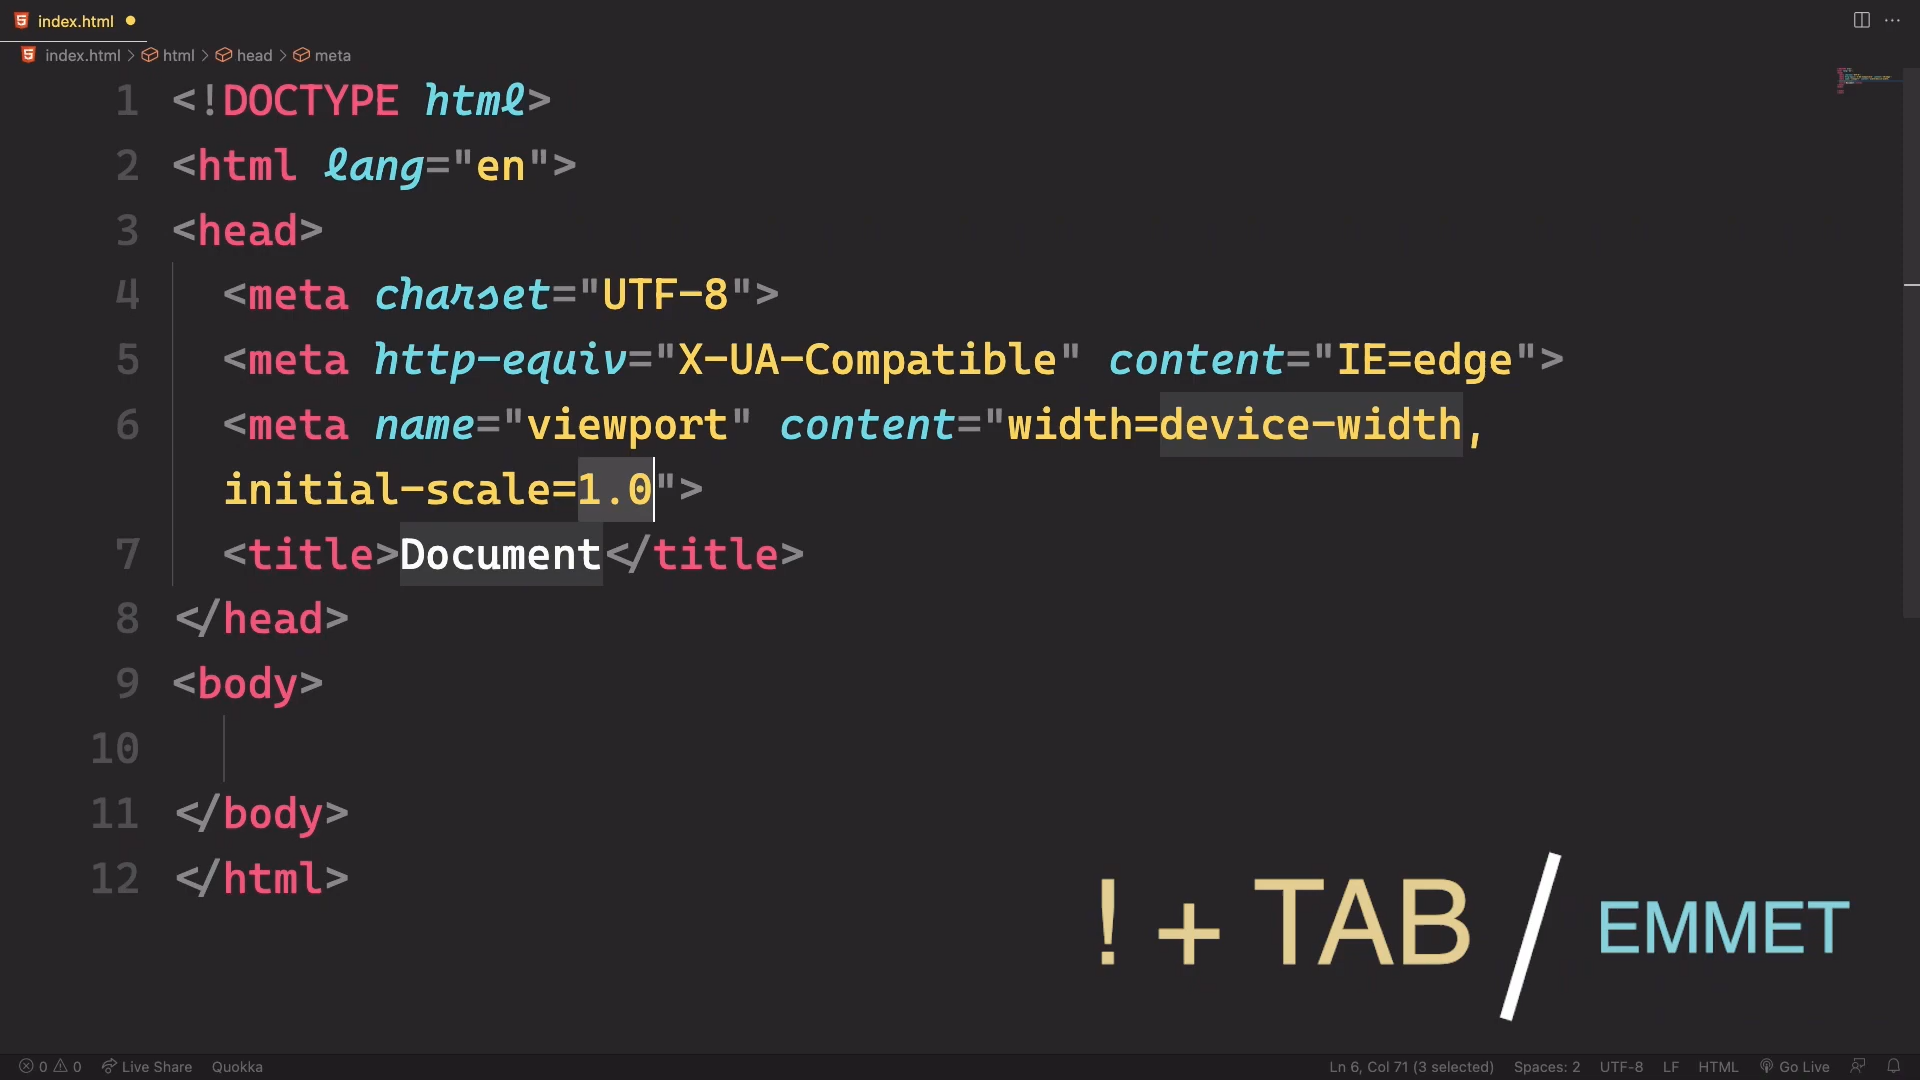 index.html
index.html > html > head > meta
1 <!DOCTYPE html>
2 <html lang="en">
3 <head>
4 <meta charset="UTF-8">
5 <meta http-equiv="X-UA-Compatible" content="IE=edge">
6 <meta name="viewport" content="width=device-width,
initial-scale=1.0">
7 <title>Document</title>
8 </head>
9 <body>
10
11 </body>
12 </html>
! + TAB / EMMET
0 0 Live Share Quokka Ln 6, Col 71 (3 selected) Spaces: 2 UTF-8 LF HTML Go Live